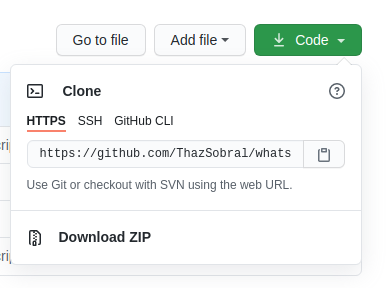 Go to file
Add file
Code
Clone
HTTPS SSH GitHub CLI
https://github.com/ThazSobral/whats
Use Git or checkout with SVN using the web URL.
Download ZIP